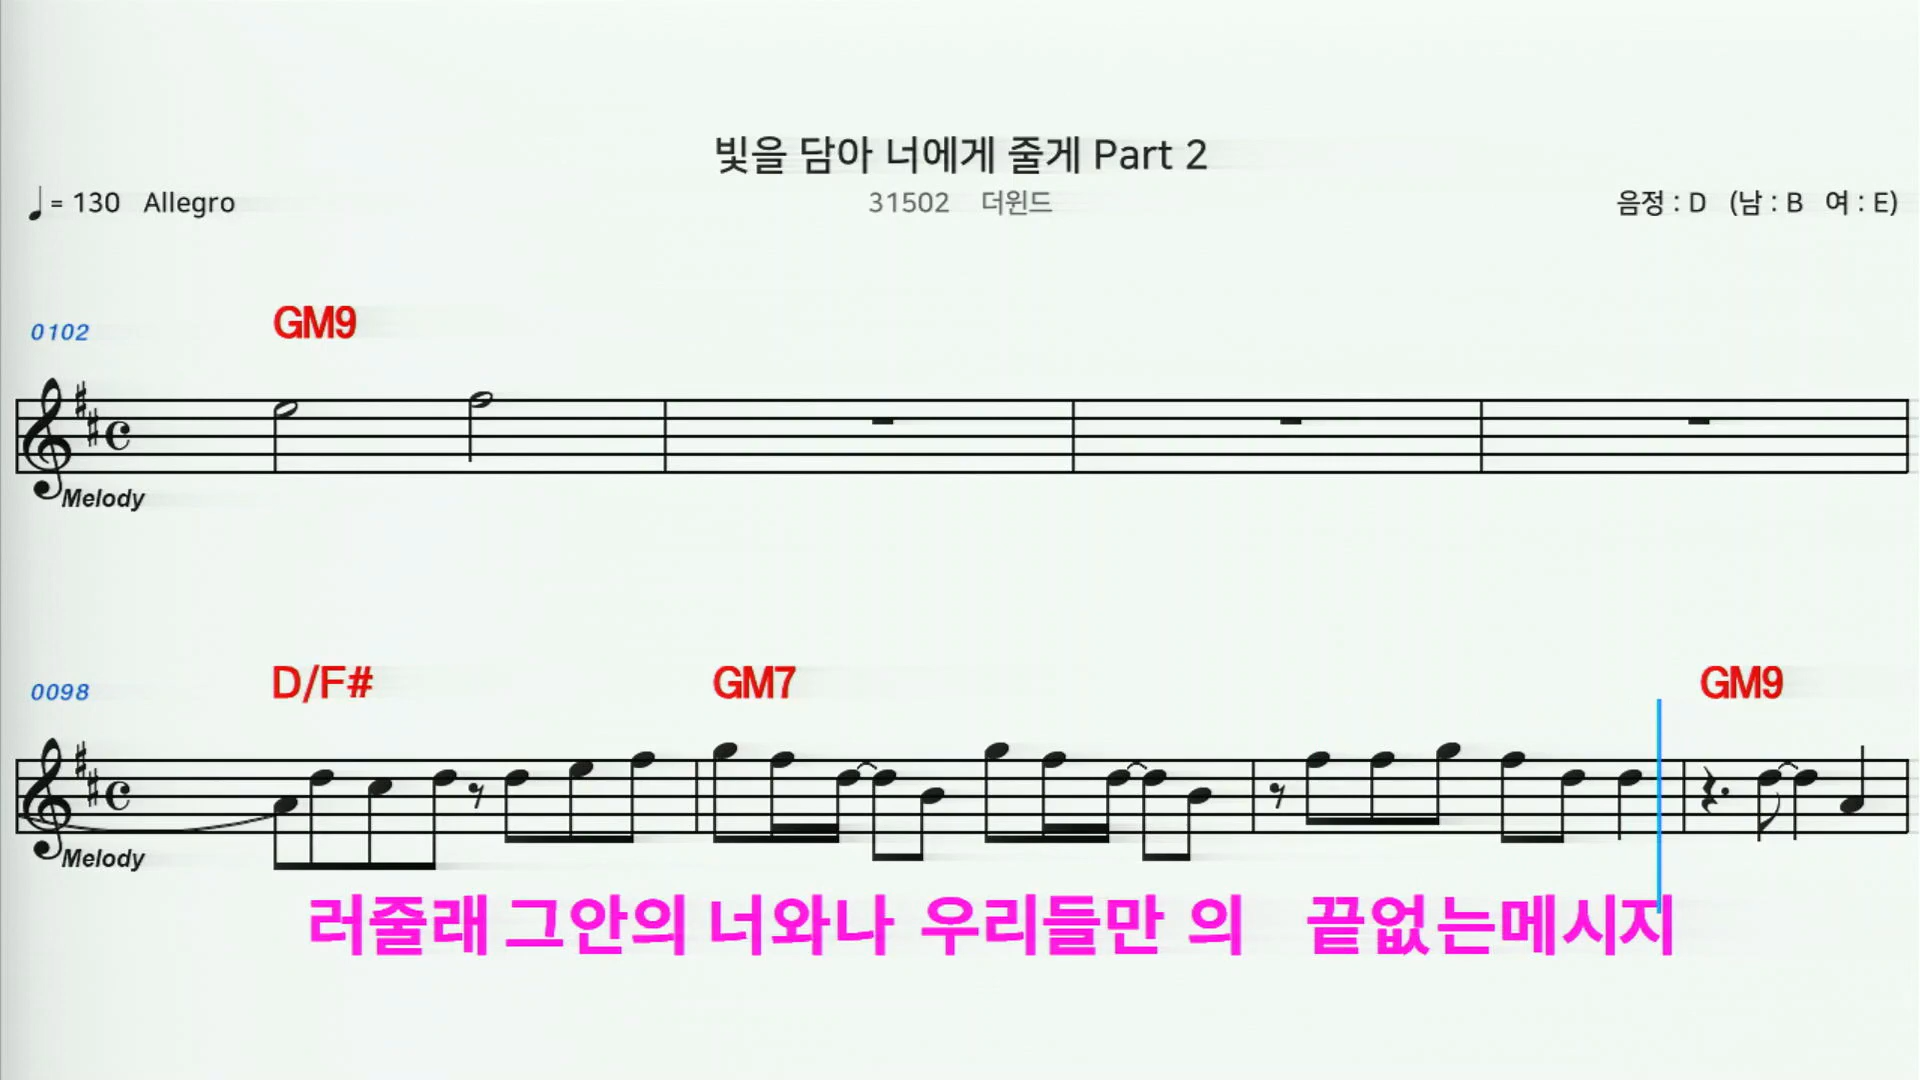 빛을 담아 너에게 줄게 Part 2
♩= 130 Allegro 31502 더윈드 음정 : D (남 : B 여 : E)
0102 GM9
Melody
0098 D/F# GM7 GM9
Melody
러줄래 그안의 너와나 우리들만 의 끝없는메시지